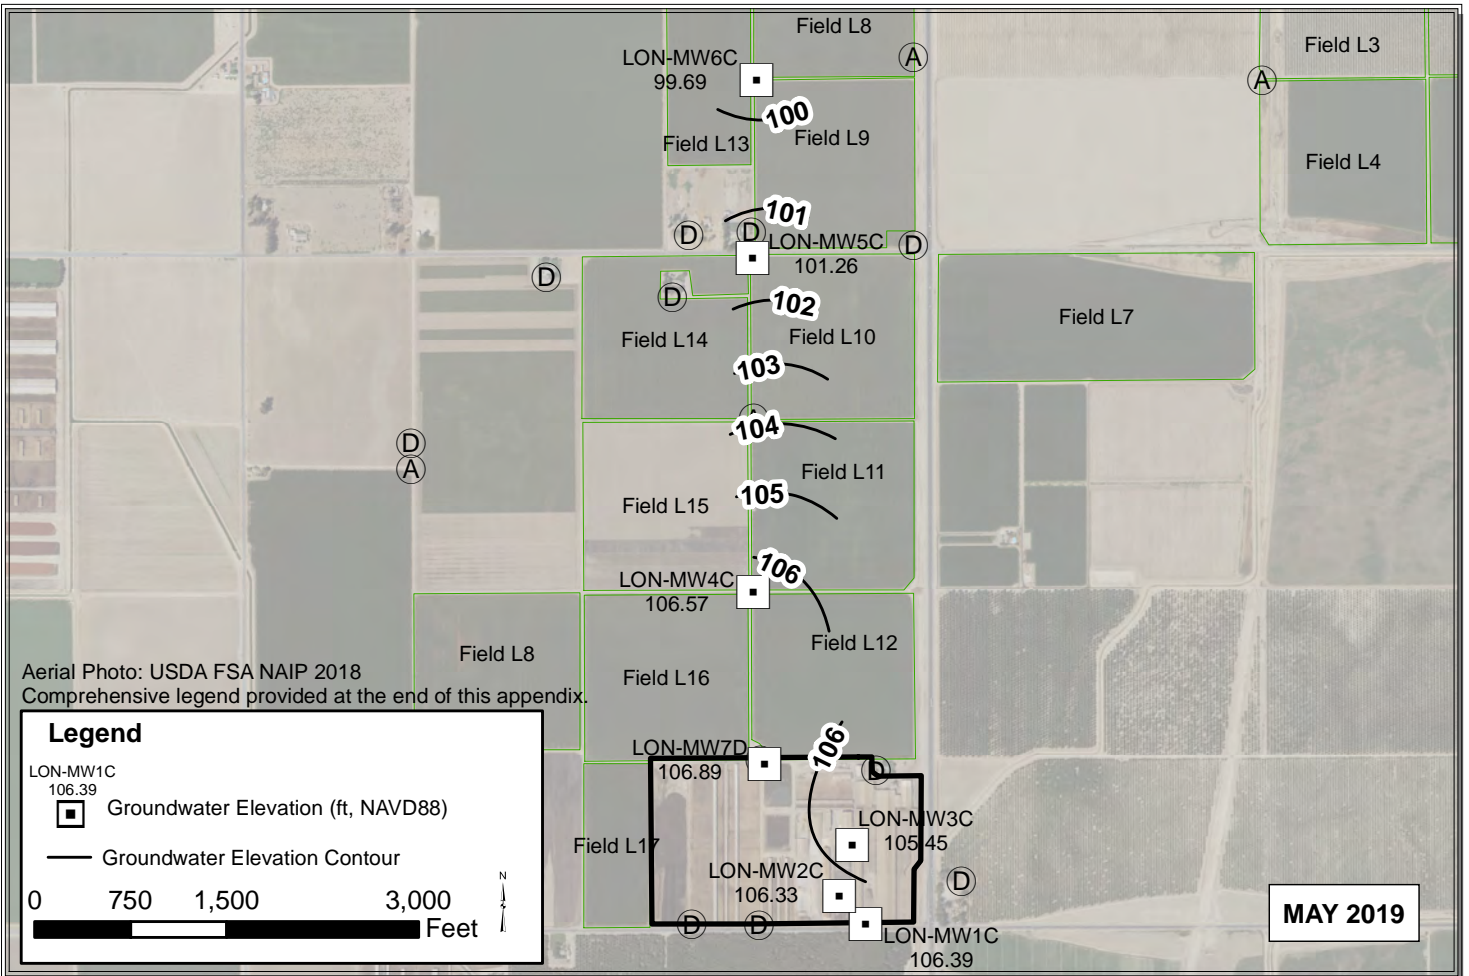 Field L8
A
Field L3
LON-MW6C
99.69
A
100
Field L13
Field L9
Field L4
101
D
D
LON-MW5C
101.26
D
D
D
102
Field L14
Field L10
Field L7
103
A
104
D
A
Field L11
105
Field L15
106
LON-MW4C
106.57
Field L12
Field L8
Field L16
Aerial Photo: USDA FSA NAIP 2018
Comprehensive legend provided at the end of this appendix.
Legend
LON-MW1C
106.39
Groundwater Elevation (ft, NAVD88)
Groundwater Elevation Contour
0 750 1,500 3,000
Feet
N
LON-MW7D
106.89
106
D
LON-MW3C
105.45
Field L17
LON-MW2C
106.33
D
D
D
LON-MW1C
106.39
MAY 2019